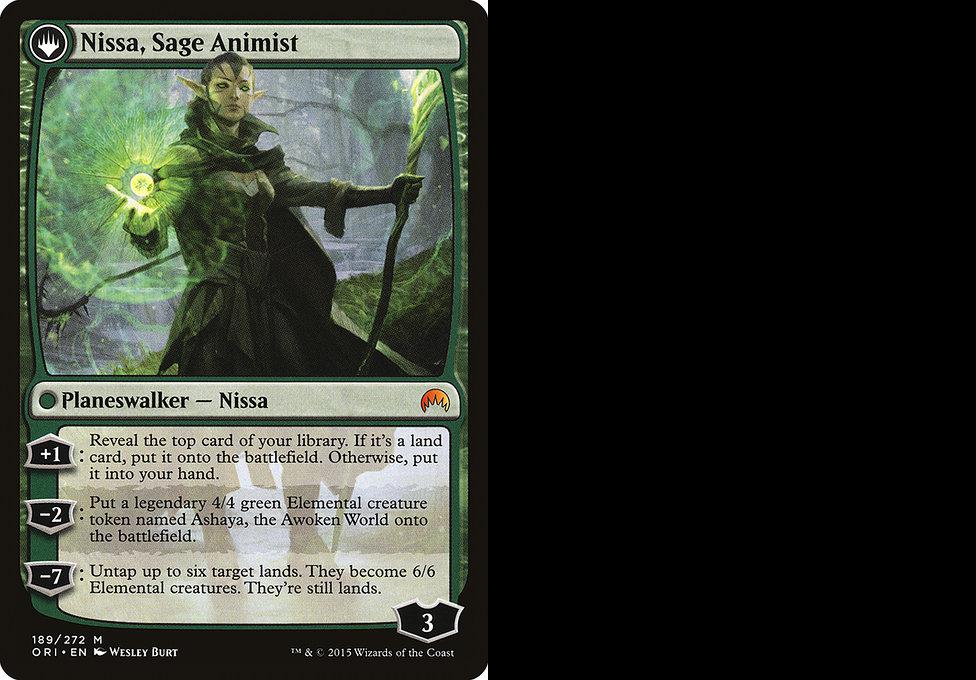 Nissa, Sage Animist
Planeswalker — Nissa
+1
: Reveal the top card of your library. If it's a land
card, put it onto the battlefield. Otherwise, put
it into your hand.
−2
: Put a legendary 4/4 green Elemental creature
token named Ashaya, the Awoken World onto
the battlefield.
−7
: Untap up to six target lands. They become 6/6
Elemental creatures. They're still lands.
3
189/272 M
ORI • EN Wesley Burt
™ & © 2015 Wizards of the Coast